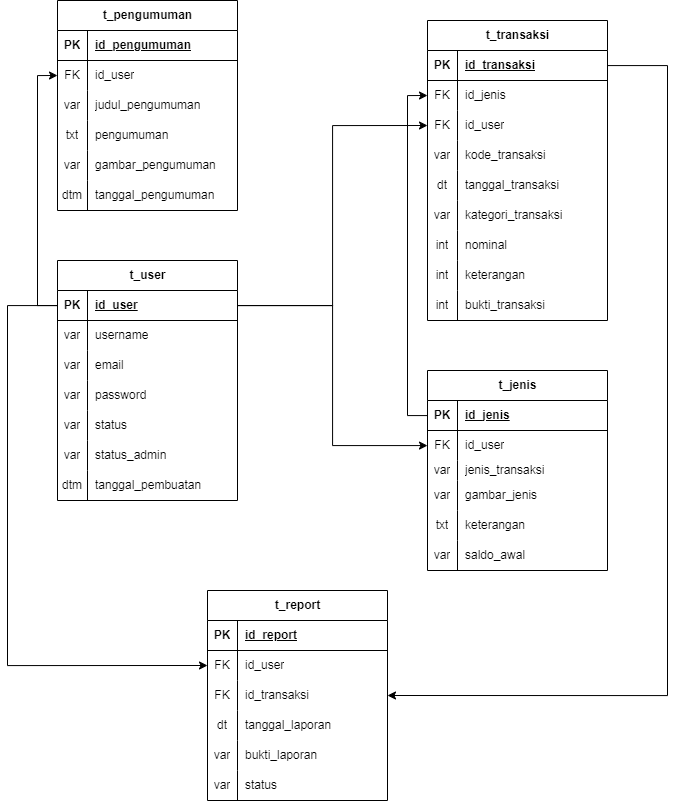 t_pengumuman
PK id_pengumuman
FK id_user
var judul_pengumuman
txt pengumuman
var gambar_pengumuman
dtm tanggal_pengumuman
t_user
PK id_user
var username
var email
var password
var status
var status_admin
dtm tanggal_pembuatan
t_transaksi
PK id_transaksi
FK id_jenis
FK id_user
var kode_transaksi
dt tanggal_transaksi
var kategori_transaksi
int nominal
int keterangan
int bukti_transaksi
t_jenis
PK id_jenis
FK id_user
var jenis_transaksi
var gambar_jenis
txt keterangan
var saldo_awal
t_report
PK id_report
FK id_user
FK id_transaksi
dt tanggal_laporan
var bukti_laporan
var status